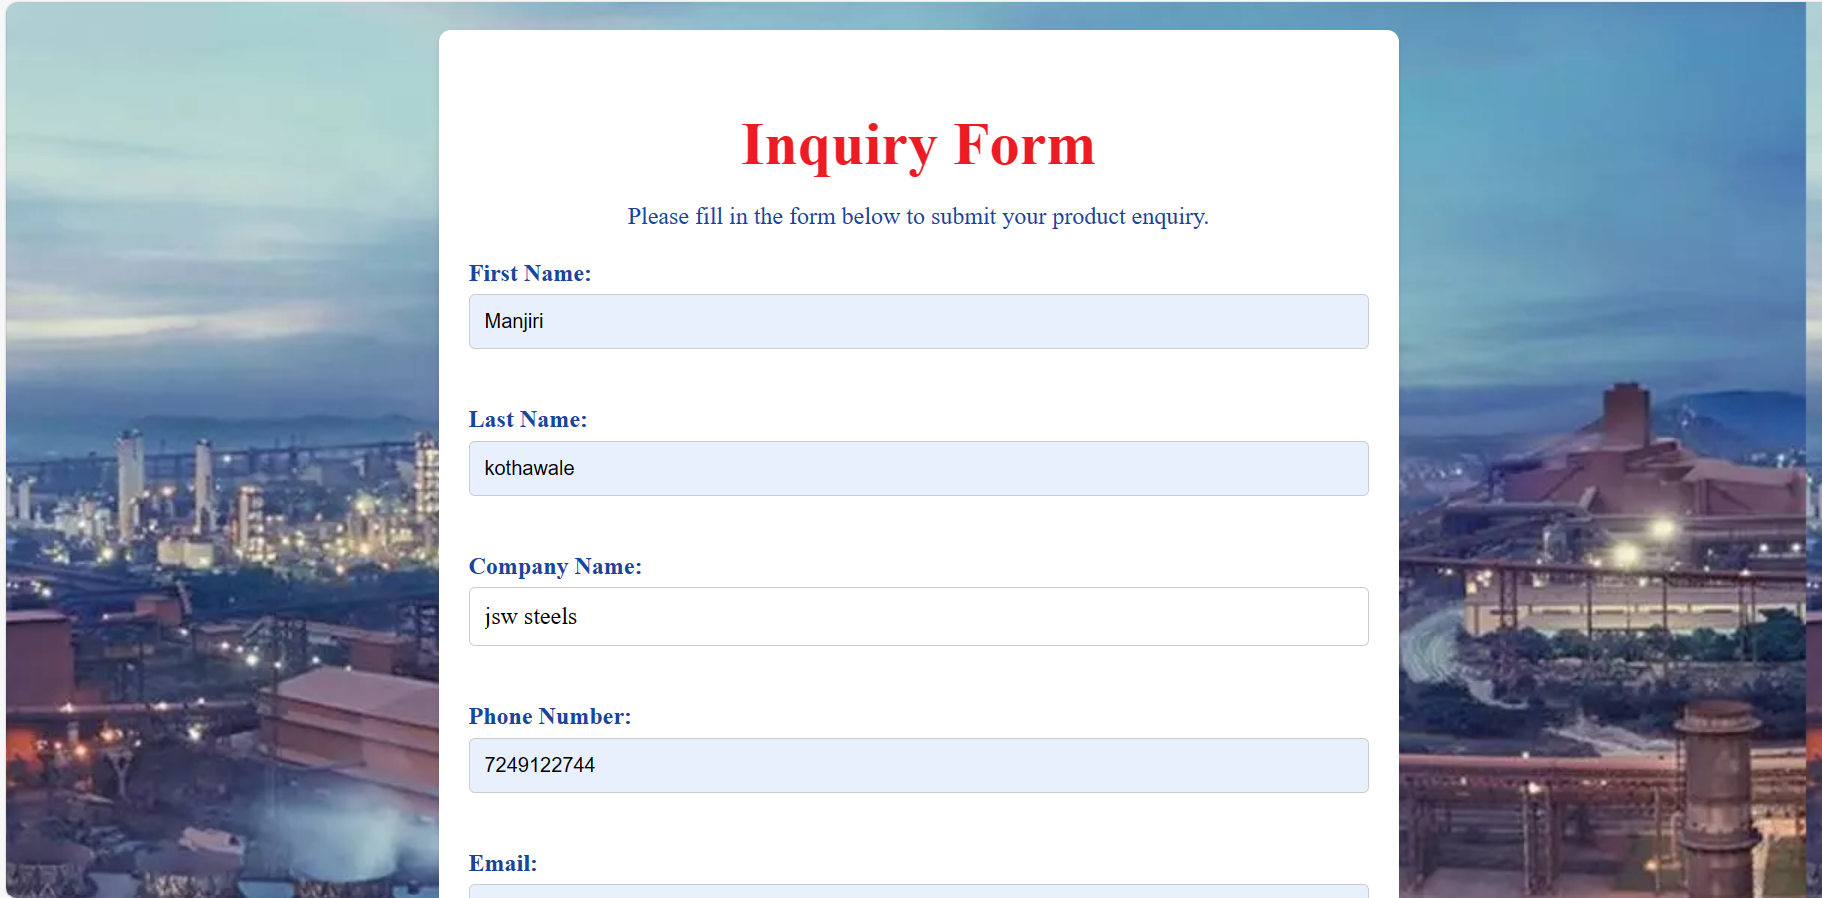 Inquiry Form
Please fill in the form below to submit your product enquiry.
First Name:
Manjiri
Last Name:
kothawale
Company Name:
jsw steels
Phone Number:
7249122744
Email: